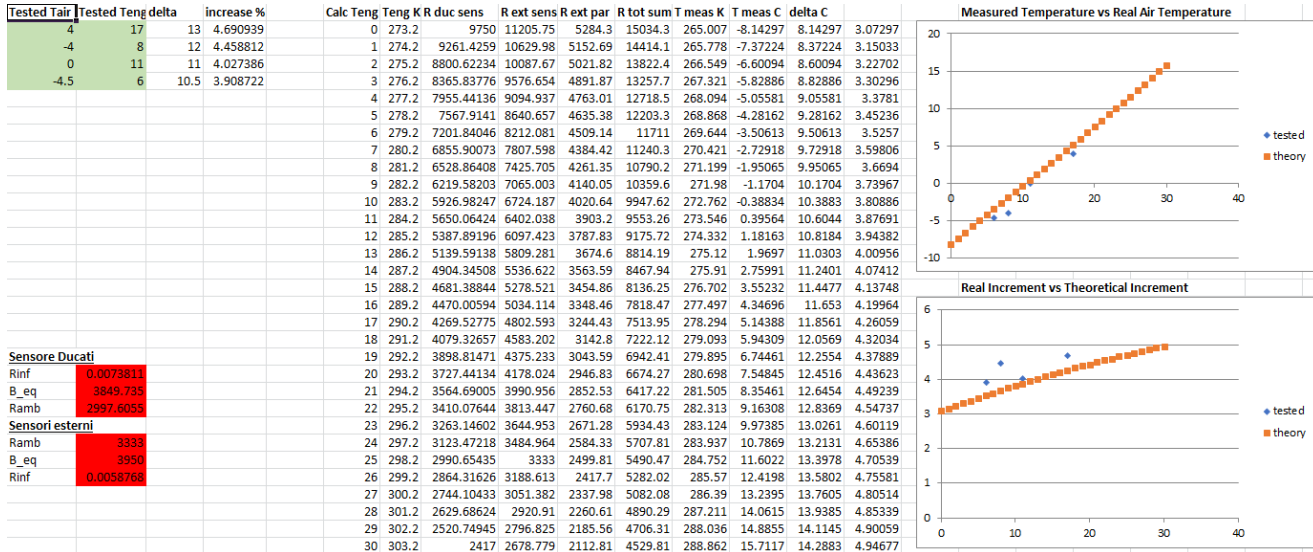 Tested Tair Tested Teng delta increase % Calc Teng Teng K R duc sens R ext sens R ext par R tot sum T meas K T meas C delta C
4 17 13 4.690939 0 273.2 9750 11205.75 5284.3 15034.3 265.007 -8.14297 8.14297 3.07297
-4 8 12 4.458812 1 274.2 9261.4259 10629.98 5152.69 14414.1 265.778 -7.37224 8.37224 3.15033
0 11 11 4.027386 2 275.2 8800.62234 10087.67 5021.82 13822.4 266.549 -6.60094 8.60094 3.22702
-4.5 6 10.5 3.908722 3 276.2 8365.83776 9576.654 4891.87 13257.7 267.321 -5.82886 8.82886 3.30296
4 277.2 7955.44136 9094.937 4763.01 12718.5 268.094 -5.05581 9.05581 3.3781
5 278.2 7567.9141 8640.657 4635.38 12203.3 268.868 -4.28162 9.28162 3.45236
6 279.2 7201.84046 8212.081 4509.14 11711 269.644 -3.50613 9.50613 3.5257
7 280.2 6855.90073 7807.598 4384.42 11240.3 270.421 -2.72918 9.72918 3.59806
8 281.2 6528.86408 7425.705 4261.35 10790.2 271.199 -1.95065 9.95065 3.6694
9 282.2 6219.58203 7065.003 4140.05 10359.6 271.98 -1.1704 10.1704 3.73967
10 283.2 5926.98247 6724.187 4020.64 9947.62 272.762 -0.38834 10.3883 3.80886
11 284.2 5650.06424 6402.038 3903.2 9553.26 273.546 0.39564 10.6044 3.87691
12 285.2 5387.89196 6097.423 3787.83 9175.72 274.332 1.18163 10.8184 3.94382
13 286.2 5139.59138 5809.281 3674.6 8814.19 275.12 1.9697 11.0303 4.00956
14 287.2 4904.34508 5536.622 3563.59 8467.94 275.91 2.75991 11.2401 4.07412
15 288.2 4681.38844 5278.521 3454.86 8136.25 276.702 3.55232 11.4477 4.13748
16 289.2 4470.00594 5034.114 3348.46 7818.47 277.497 4.34696 11.653 4.19964
17 290.2 4269.52775 4802.593 3244.43 7513.95 278.294 5.14388 11.8561 4.26059
18 291.2 4079.32657 4583.202 3142.8 7222.12 279.093 5.94309 12.0569 4.32034
Sensore Ducati 19 292.2 3898.81471 4375.233 3043.59 6942.41 279.895 6.74461 12.2554 4.37889
Rinf 0.0073811 20 293.2 3727.44134 4178.024 2946.83 6674.27 280.698 7.54845 12.4516 4.43623
B_eq 3849.735 21 294.2 3564.69005 3990.956 2852.53 6417.22 281.505 8.35461 12.6454 4.49239
Ramb 2997.6055 22 295.2 3410.07644 3813.447 2760.68 6170.75 282.313 9.16308 12.8369 4.54737
Sensori esterni 23 296.2 3263.14602 3644.953 2671.28 5934.43 283.124 9.97385 13.0261 4.60119
Ramb 3333 24 297.2 3123.47218 3484.964 2584.33 5707.81 283.937 10.7869 13.2131 4.65386
B_eq 3950 25 298.2 2990.65435 3333 2499.81 5490.47 284.752 11.6022 13.3978 4.70539
Rinf 0.0058768 26 299.2 2864.31626 3188.613 2417.7 5282.02 285.57 12.4198 13.5802 4.75581
27 300.2 2744.10433 3051.382 2337.98 5082.08 286.39 13.2395 13.7605 4.80514
28 301.2 2629.68624 2920.91 2260.61 4890.29 287.211 14.0615 13.9385 4.85339
29 302.2 2520.74945 2796.825 2185.56 4706.31 288.036 14.8855 14.1145 4.90059
30 303.2 2417 2678.779 2112.81 4529.81 288.862 15.7117 14.2883 4.94677
Measured Temperature vs Real Air Temperature
20
15
10
5
0
-5
-10
0 10 20 30 40
tested
theory
Real Increment vs Theoretical Increment
6
5
4
3
2
1
0
0 10 20 30 40
tested
theory